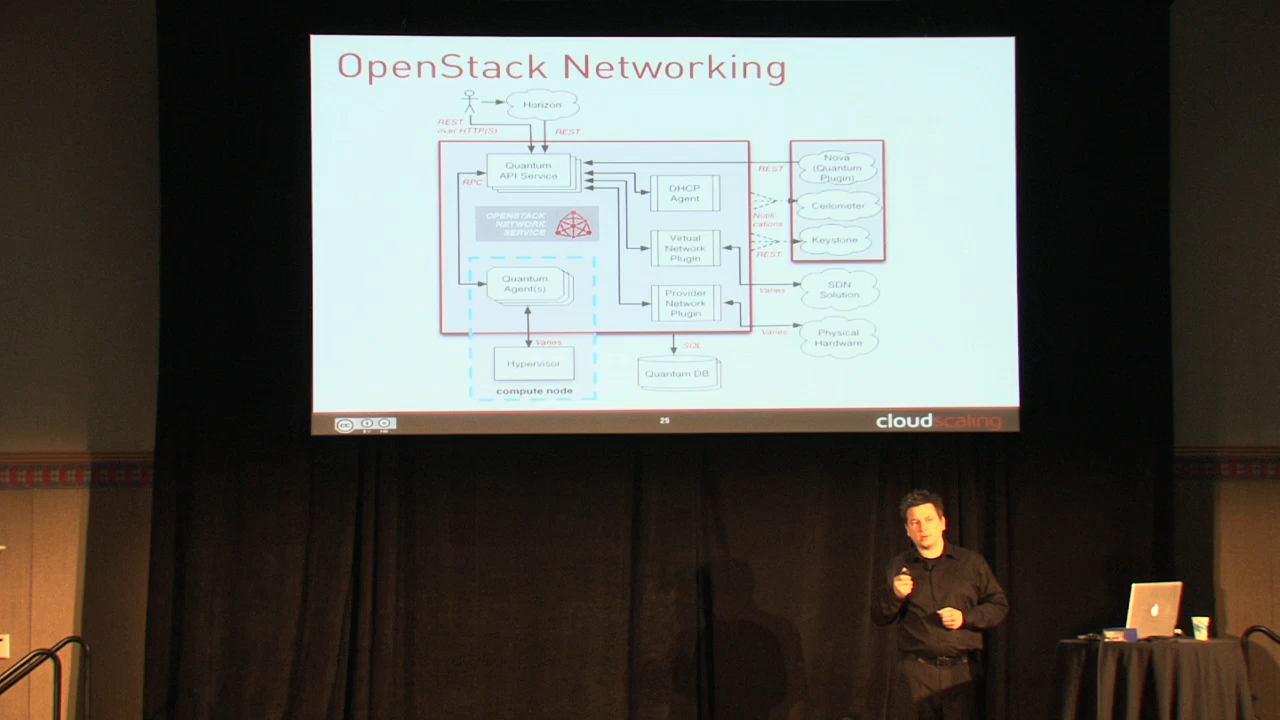 OpenStack Networking
Horizon
REST
over HTTP(S)
REST
Quantum
API Service
RPC
DHCP
Agent
REST
Nova
(Quantum
Plugin)
Notifi-
cations
Ceilometer
OPENSTACK
NETWORK
SERVICE
Virtual
Network
Plugin
REST
Keystone
Quantum
Agent(s)
Provider
Network
Plugin
Varies
SDN
Solution
Varies
Physical
Hardware
Varies
Hypervisor
compute node
SQL
Quantum DB
cc
25
cloudscaling